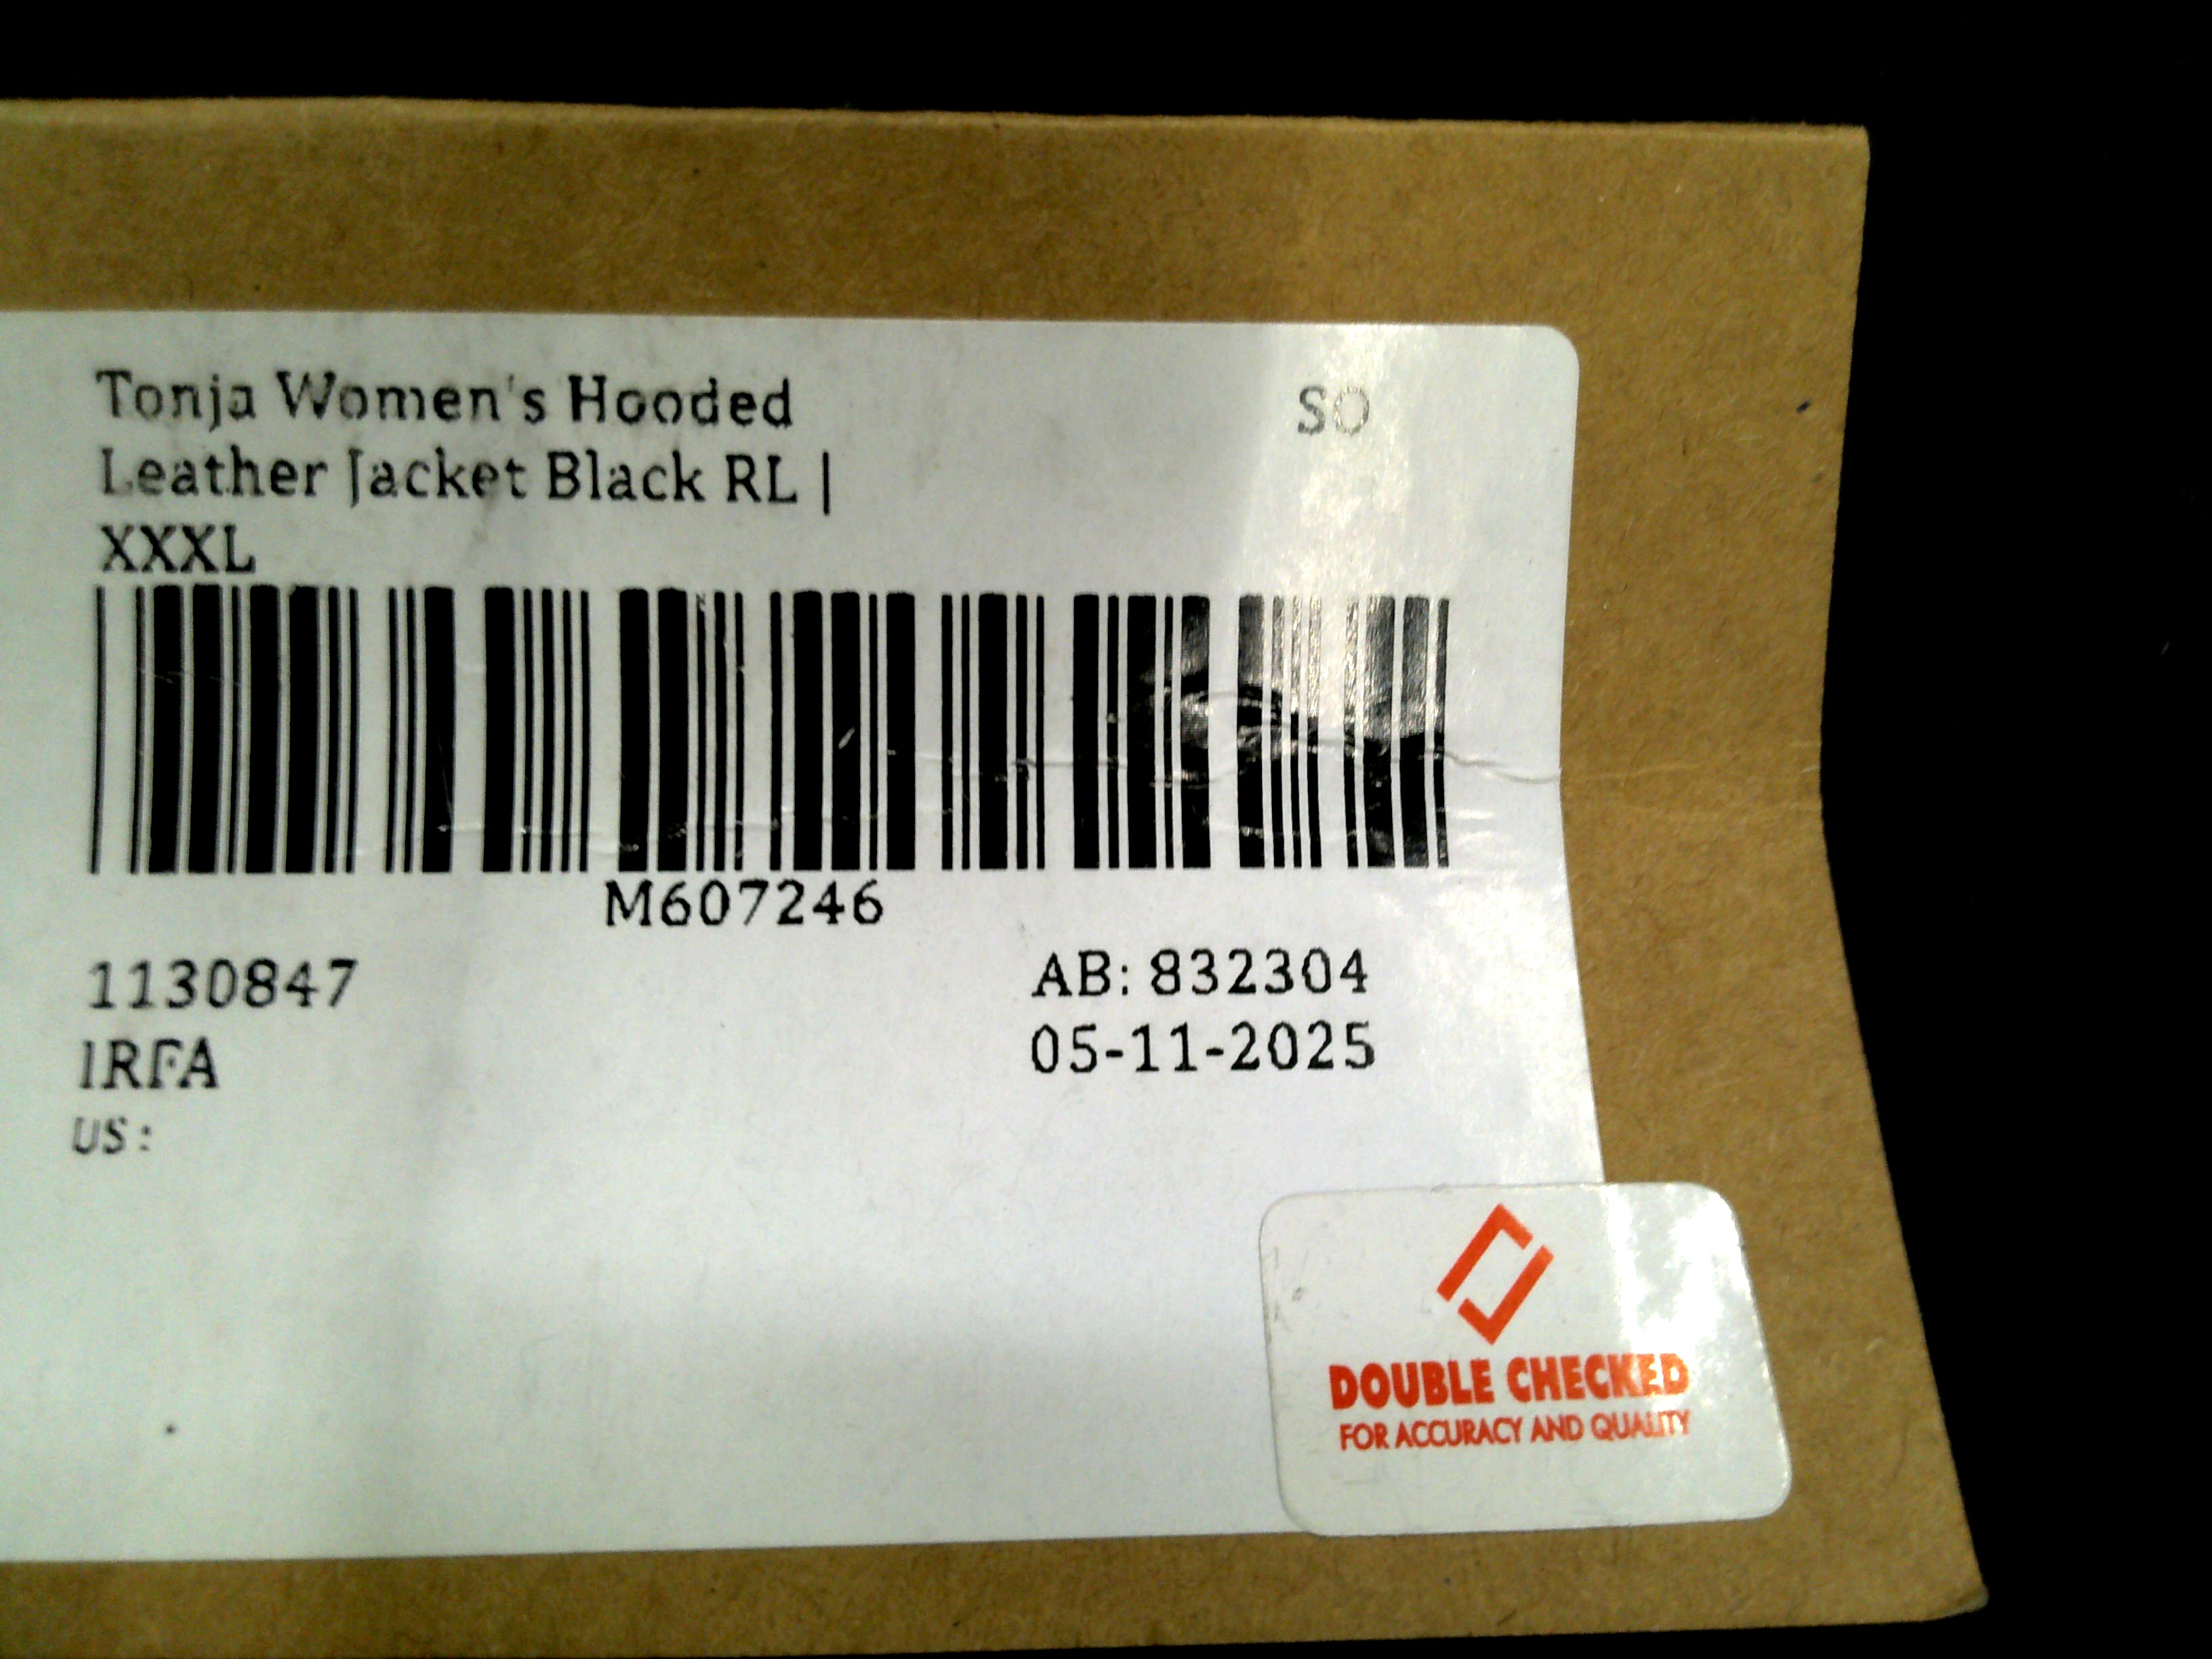 Tonja Women's Hooded
Leather Jacket Black RL |
XXXL
SO
M607246
1130847
AB: 832304
IRFA
05-11-2025
US :
DOUBLE CHECKED
FOR ACCURACY AND QUALITY